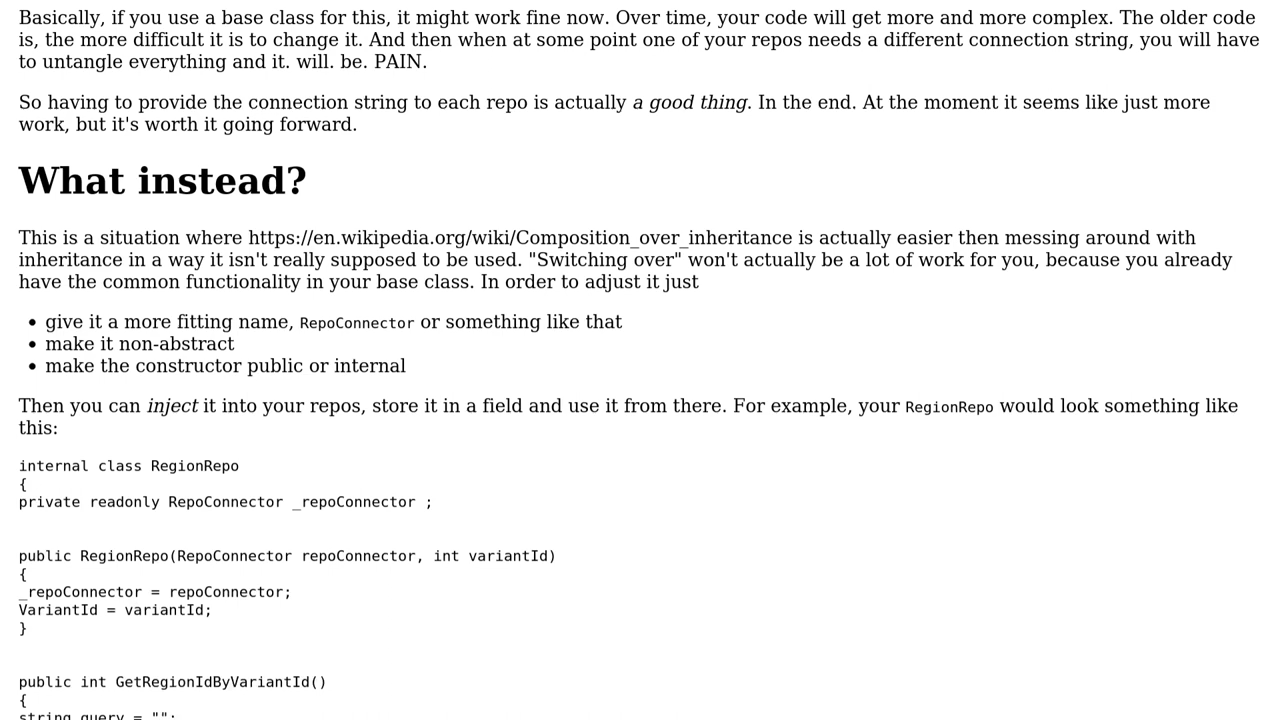 Basically, if you use a base class for this, it might work fine now. Over time, your code will get more and more complex. The older code
is, the more difficult it is to change it. And then when at some point one of your repos needs a different connection string, you will have
to untangle everything and it. will. be. PAIN.
So having to provide the connection string to each repo is actually a good thing. In the end. At the moment it seems like just more
work, but it's worth it going forward.
What instead?
This is a situation where https://en.wikipedia.org/wiki/Composition_over_inheritance is actually easier then messing around with
inheritance in a way it isn't really supposed to be used. "Switching over" won't actually be a lot of work for you, because you already
have the common functionality in your base class. In order to adjust it just
• give it a more fitting name, RepoConnector or something like that
• make it non-abstract
• make the constructor public or internal
Then you can inject it into your repos, store it in a field and use it from there. For example, your RegionRepo would look something like
this:
internal class RegionRepo
{
private readonly RepoConnector _repoConnector ;
public RegionRepo(RepoConnector repoConnector, int variantId)
{
_repoConnector = repoConnector;
VariantId = variantId;
}
public int GetRegionIdByVariantId()
{
string query = "";